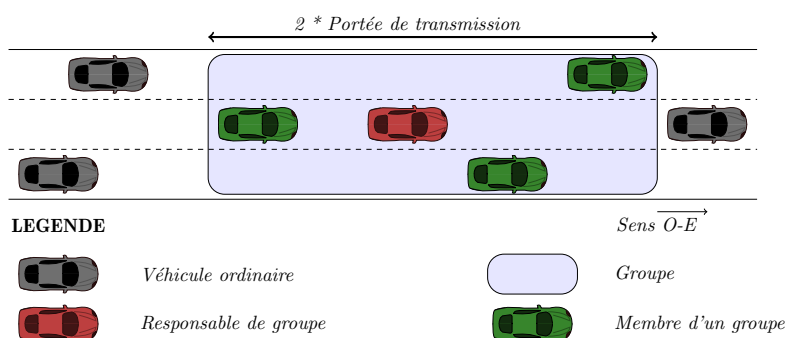 2 * Portée de transmission
LEGENDE
Sens O-E
Véhicule ordinaire
Groupe
Responsable de groupe
Membre d'un groupe